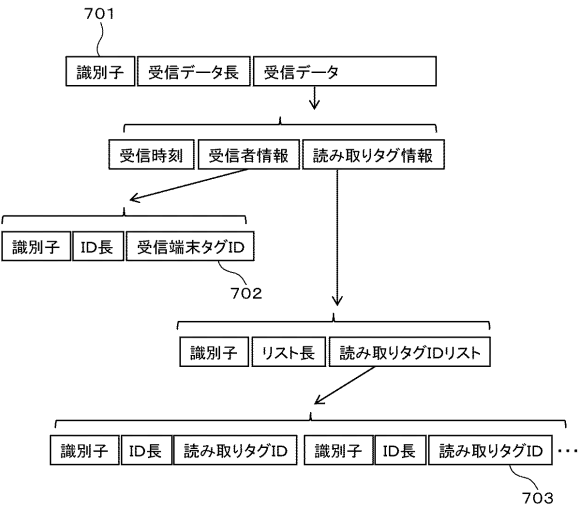 701
識別子 受信データ長 受信データ
受信時刻 受信者情報 読み取りタグ情報
識別子 ID長 受信端末タグID
702
識別子 リスト長 読み取りタグIDリスト
識別子 ID長 読み取りタグID 識別子 ID長 読み取りタグID ・・・
703